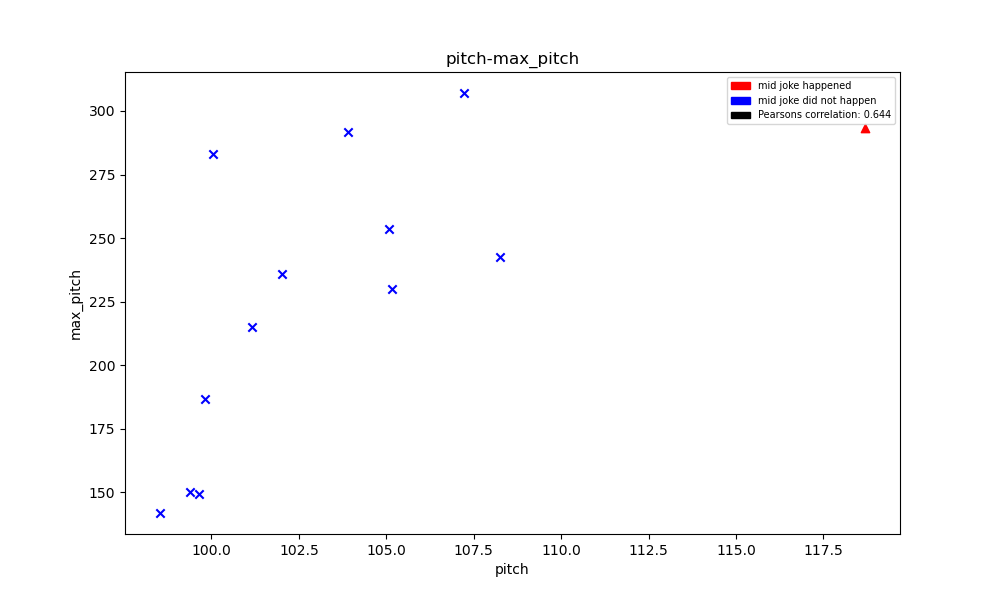 pitch-max_pitch
mid joke happened
mid joke did not happen
Pearsons correlation: 0.644
300
275
250
225
200
175
150
max_pitch
100.0 102.5 105.0 107.5 110.0 112.5 115.0 117.5
pitch